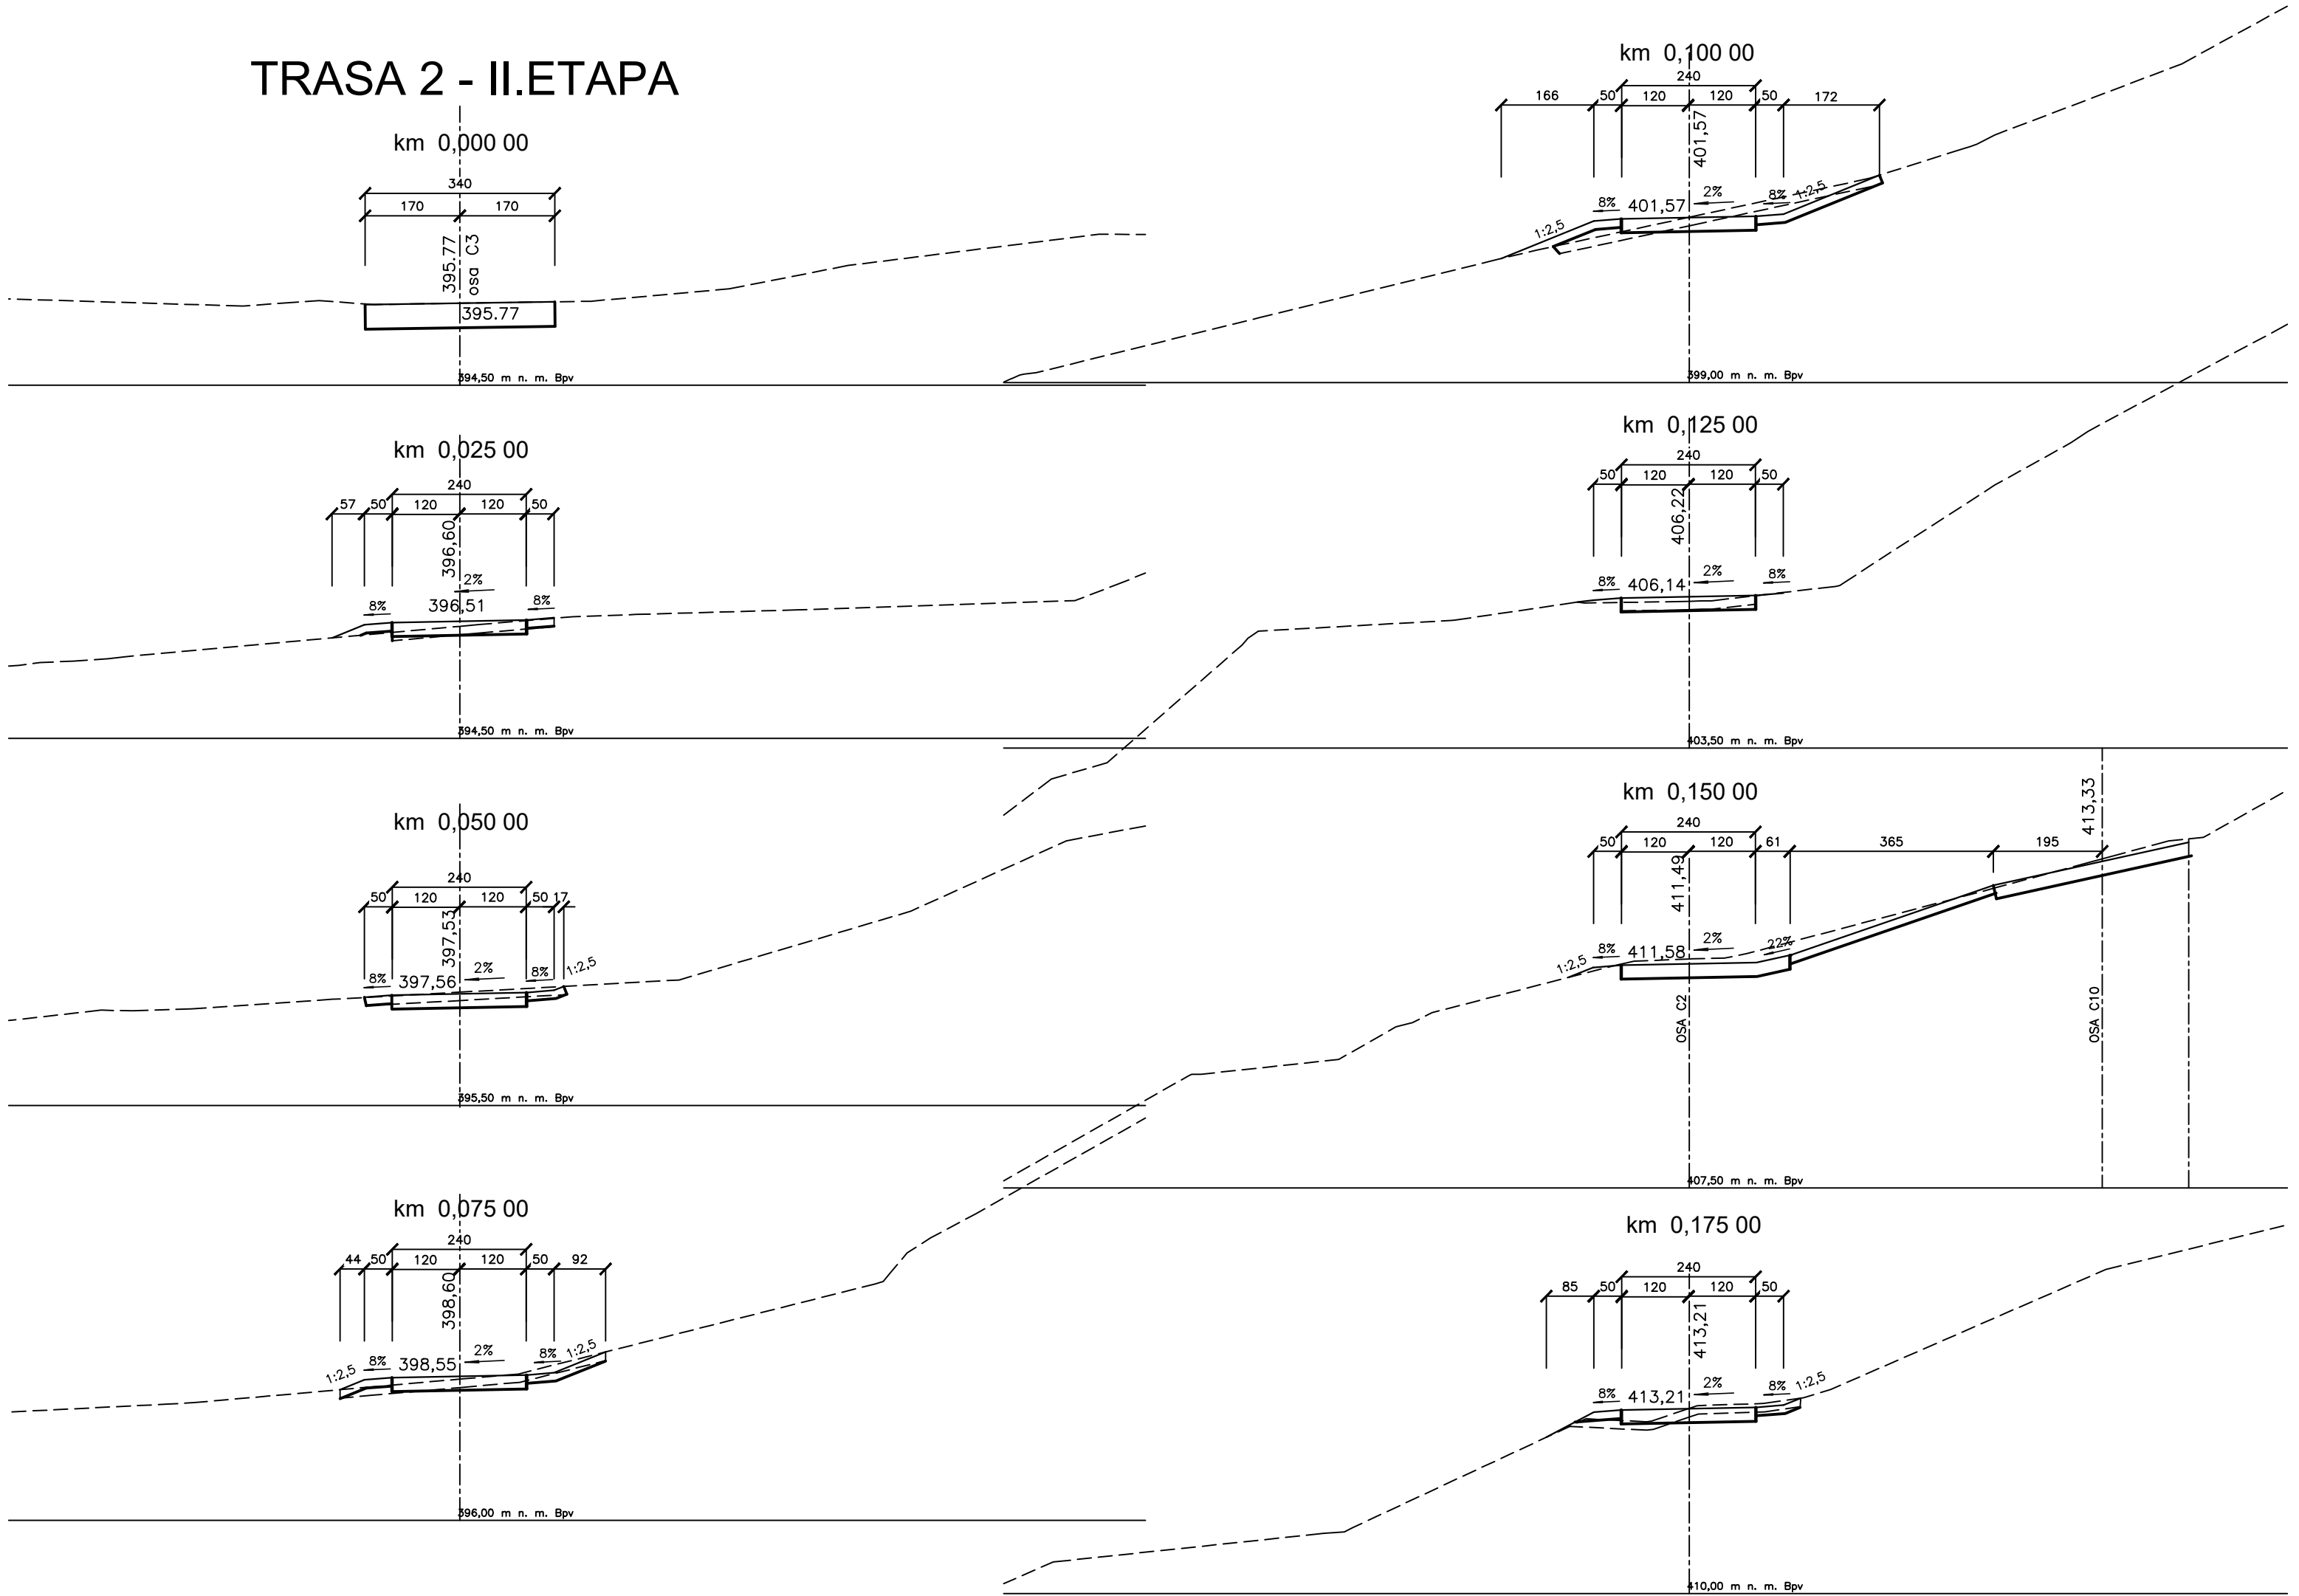 TRASA 2 - II.ETAPA
km 0,000 00
340
170 170
395.77
osa C3
395.77
394,50 m n. m. Bpv
km 0,025 00
240
57 50 120 120 50
396,60
2%
8% 396,51 8%
394,50 m n. m. Bpv
km 0,050 00
240
50 120 120 50 17
397,53
8% 397,56 2% 8% 1:2,5
395,50 m n. m. Bpv
km 0,075 00
240
44 50 120 120 50 92
398,60
1:2,5 8% 398,55 2% 8% 1:2,5
396,00 m n. m. Bpv
km 0,100 00
240
166 50 120 120 50 172
401,57
1:2,5 8% 401,57 2% 8% 1:2,5
399,00 m n. m. Bpv
km 0,125 00
240
50 120 120 50
406,22
8% 406,14 2% 8%
403,50 m n. m. Bpv
km 0,150 00
240
50 120 120 61 365 195
411,49
413,33
1:2,5 8% 411,58 2% 22%
OSA C2
OSA C10
407,50 m n. m. Bpv
km 0,175 00
240
85 50 120 120 50
413,21
8% 413,21 2% 8% 1:2,5
410,00 m n. m. Bpv